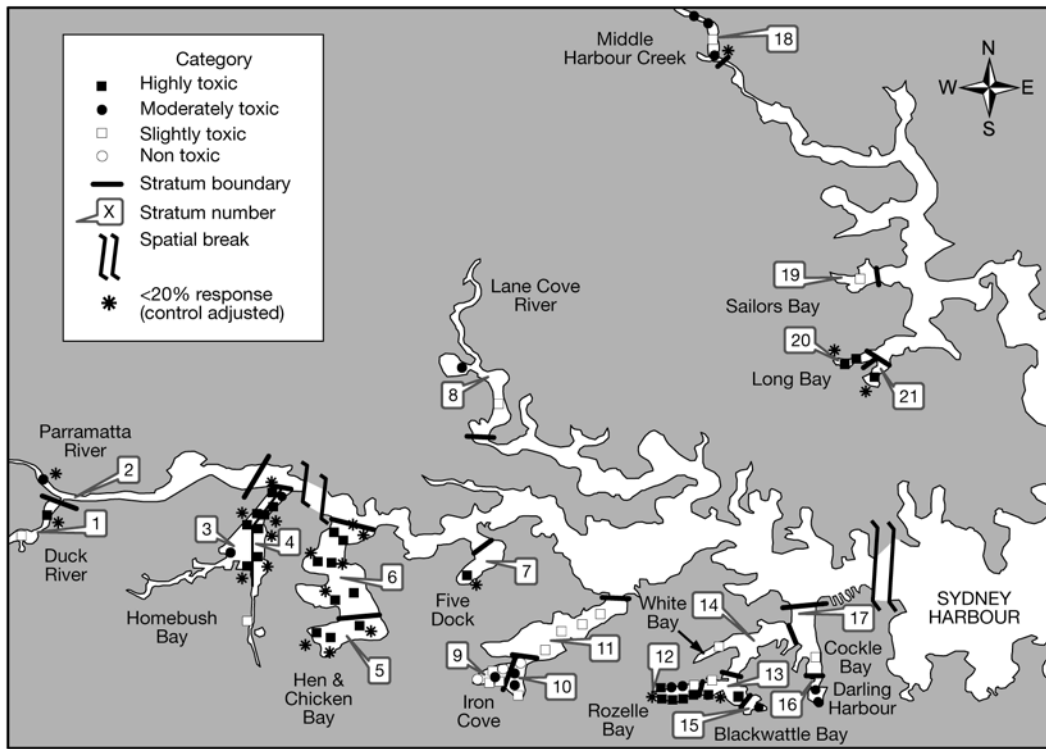 Category
Highly toxic
Moderately toxic
Slightly toxic
Non toxic
Stratum boundary
X
Stratum number
Spatial break
<20% response
(control adjusted)
Middle
Harbour Creek
18
N
W
E
S
19
Sailors Bay
20
Long Bay
21
Lane Cove
River
8
Parramatta
River
2
1
Duck
River
3
4
Homebush
Bay
6
5
Hen &
Chicken
Bay
7
Five
Dock
9
10
11
Iron
Cove
White
Bay
14
12
13
Rozelle
Bay
15
Blackwattle Bay
17
Cockle
Bay
16
Darling
Harbour
SYDNEY
HARBOUR